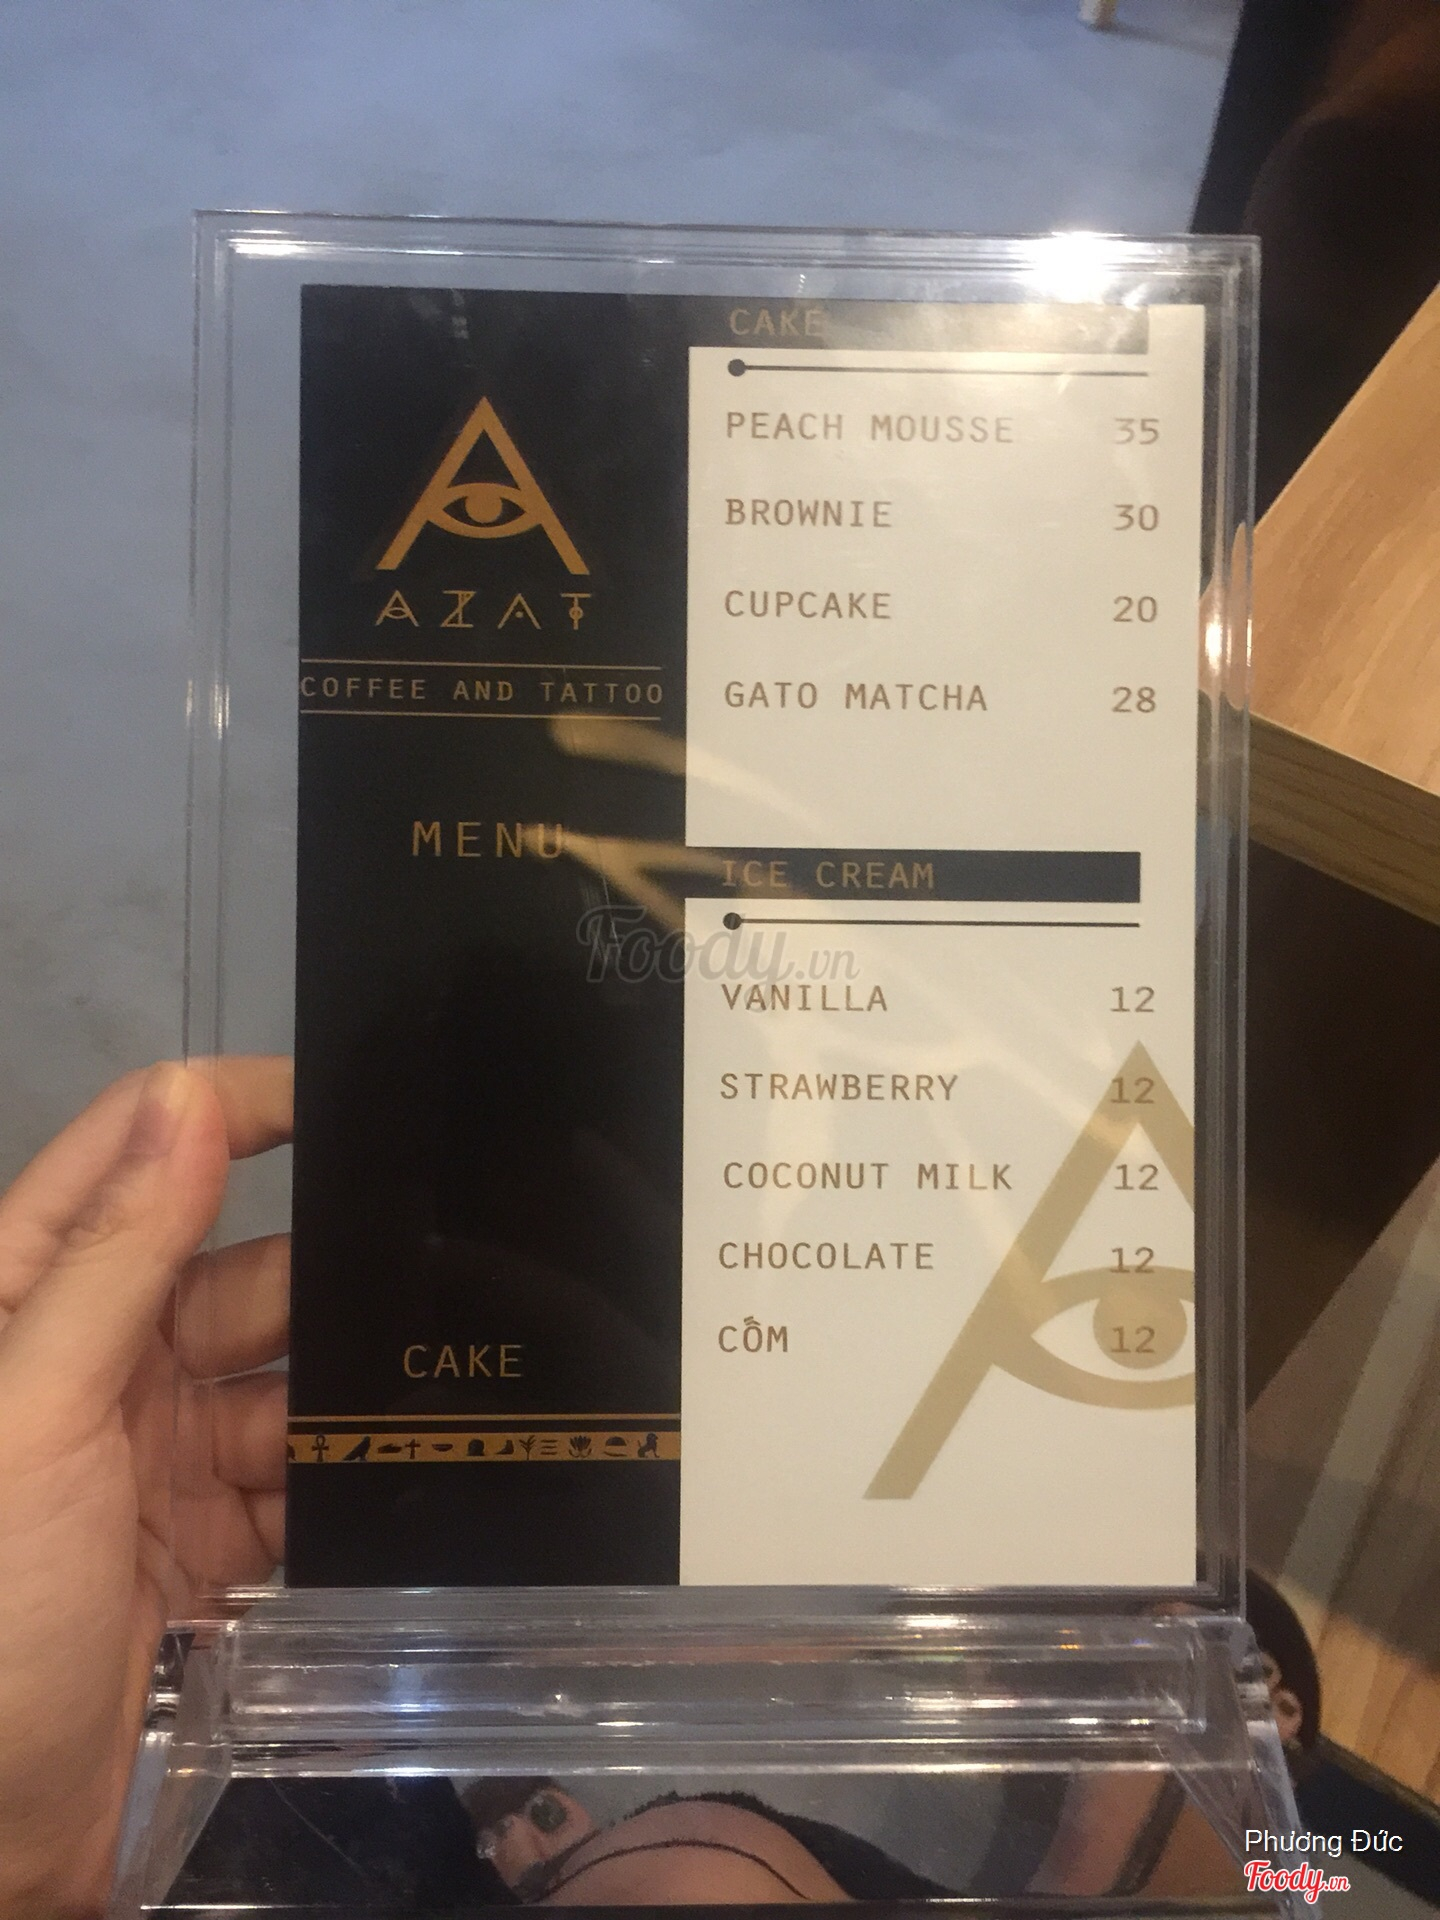 AZAT
COFFEE AND TATTOO
MENU
CAKE
CAKE
PEACH MOUSSE 35
BROWNIE 30
CUPCAKE 20
GATO MATCHA 28
ICE CREAM
VANILLA 12
STRAWBERRY 12
COCONUT MILK 12
CHOCOLATE 12
CỐM 12
Foody.vn
Phương Đức
Foody.vn